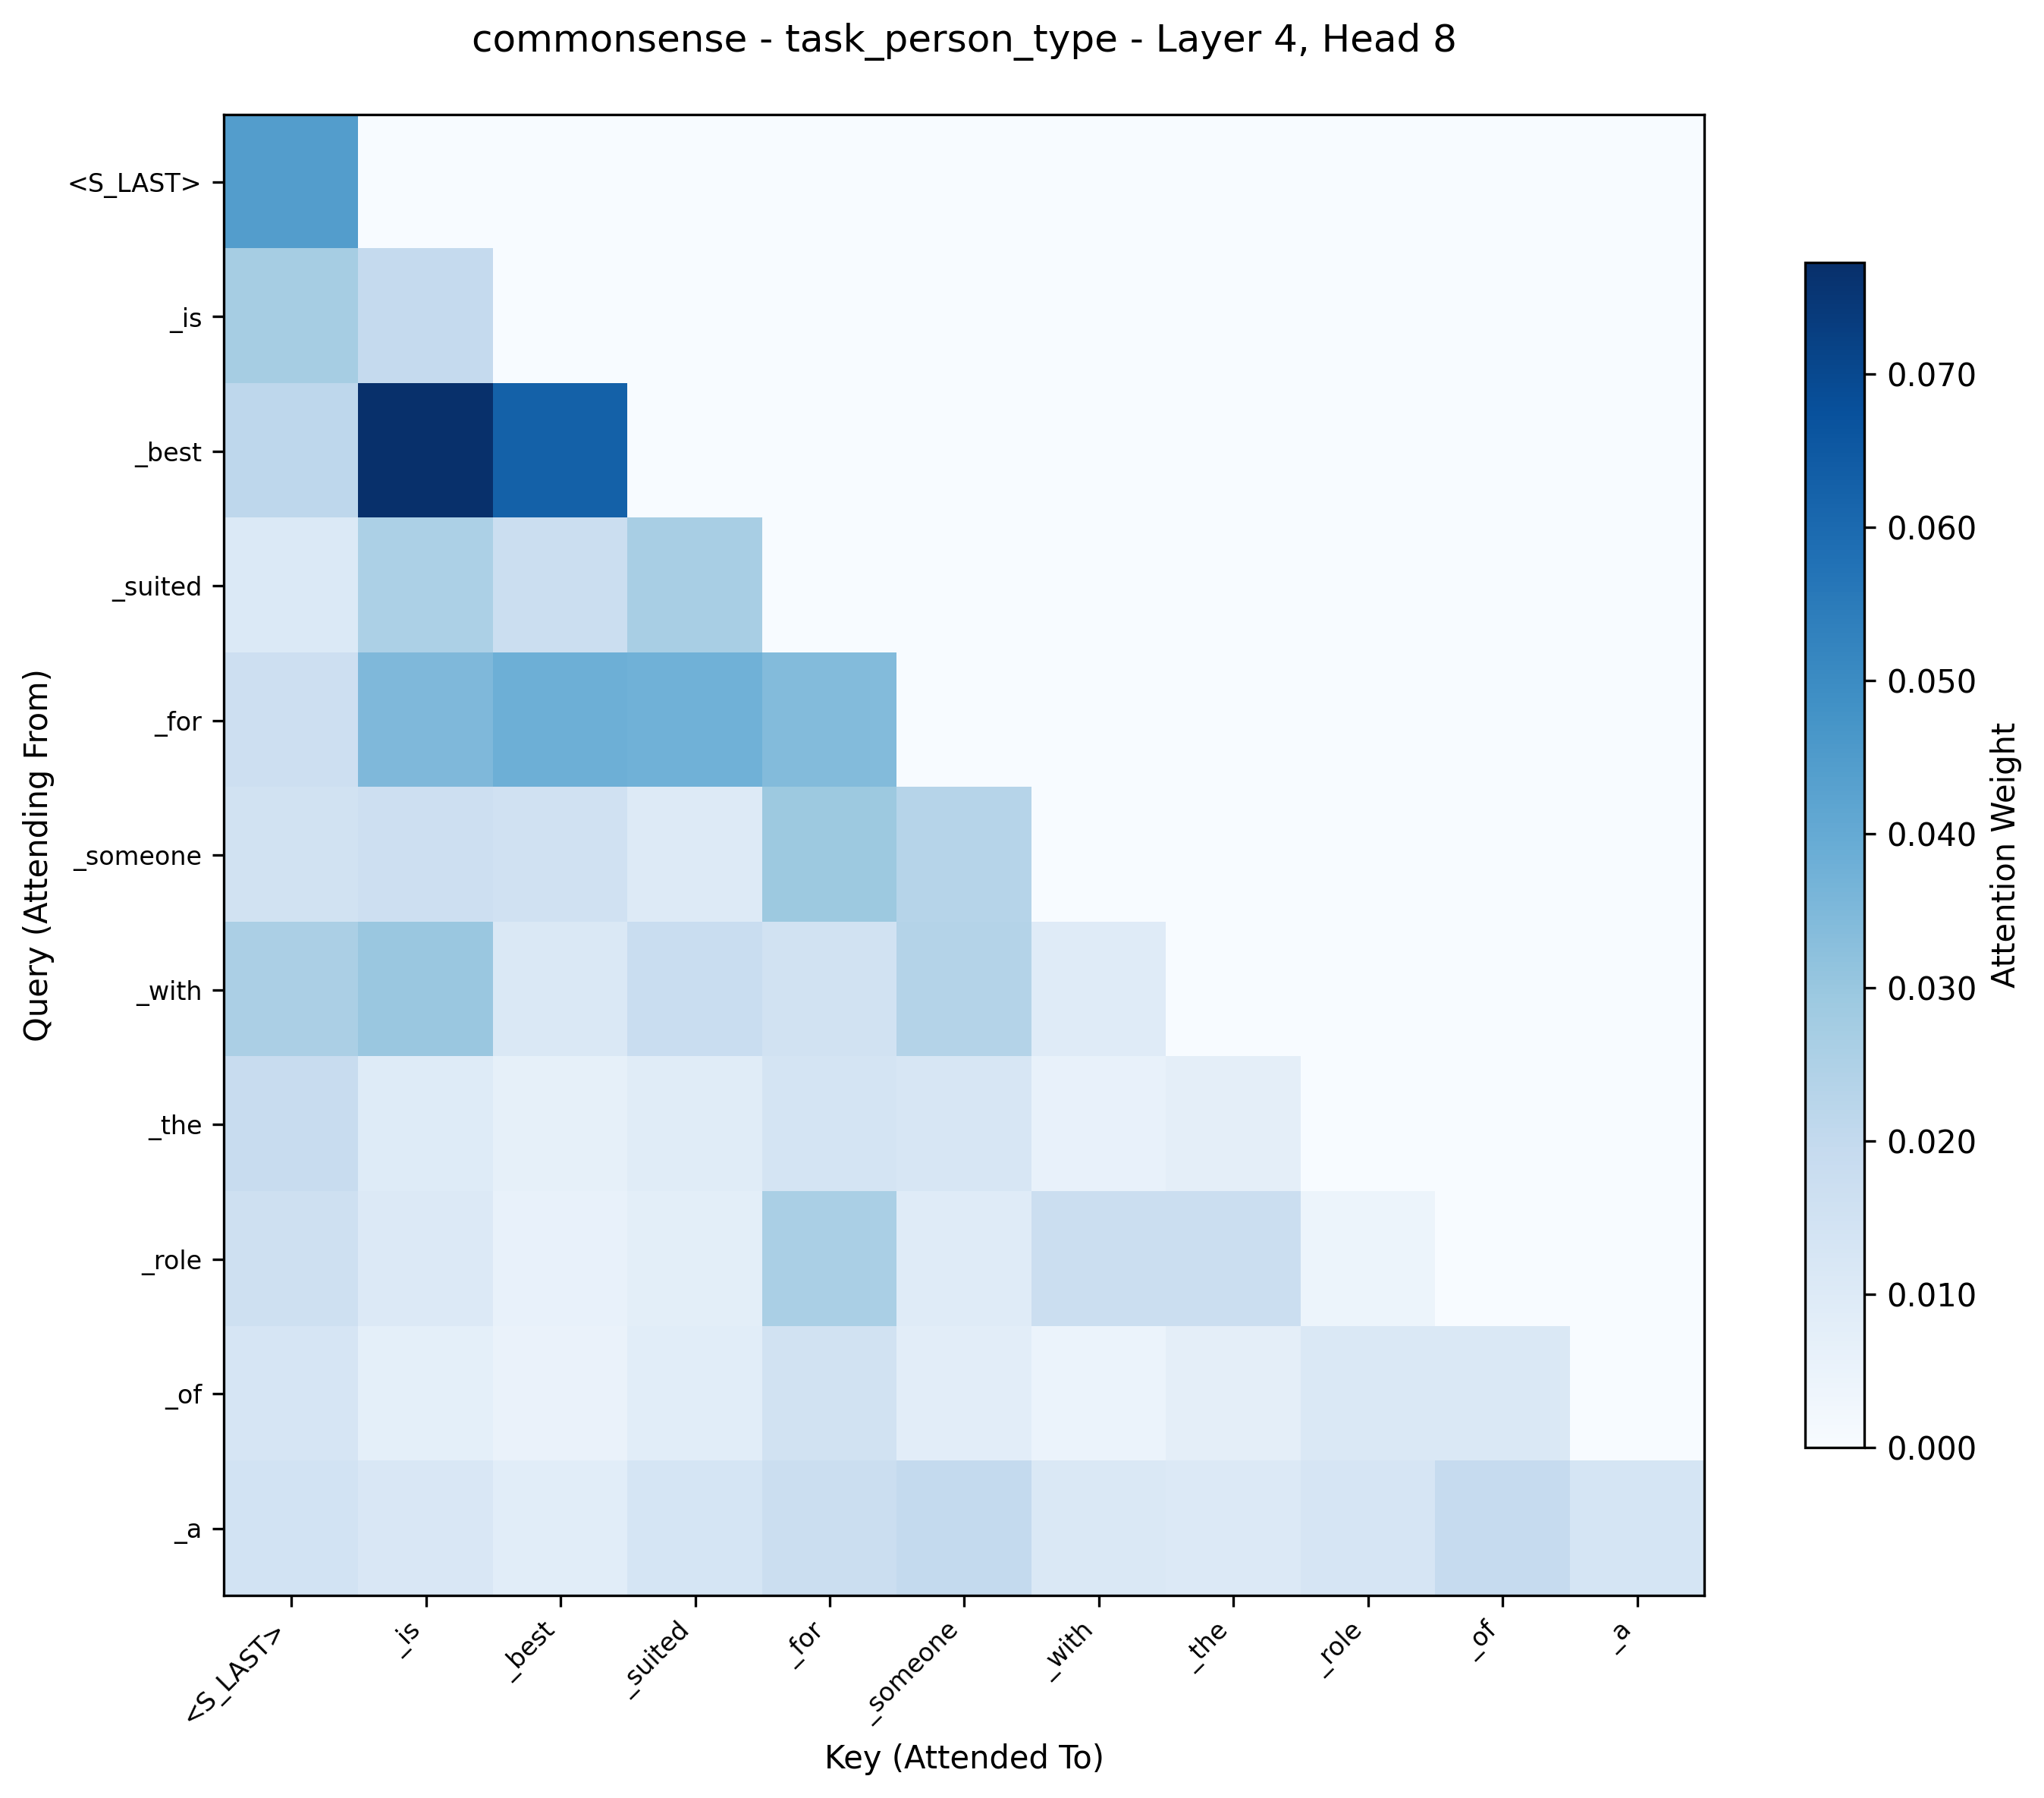 commonsense - task_person_type - Layer 4, Head 8
Query (Attending From)
<S_LAST>
_is
_best
_suited
_for
_someone
_with
_the
_role
_of
_a
<S_LAST>
_is
_best
_suited
_for
_someone
_with
_the
_role
_of
_a
Key (Attended To)
0.070
0.060
0.050
0.040
0.030
0.020
0.010
0.000
Attention Weight